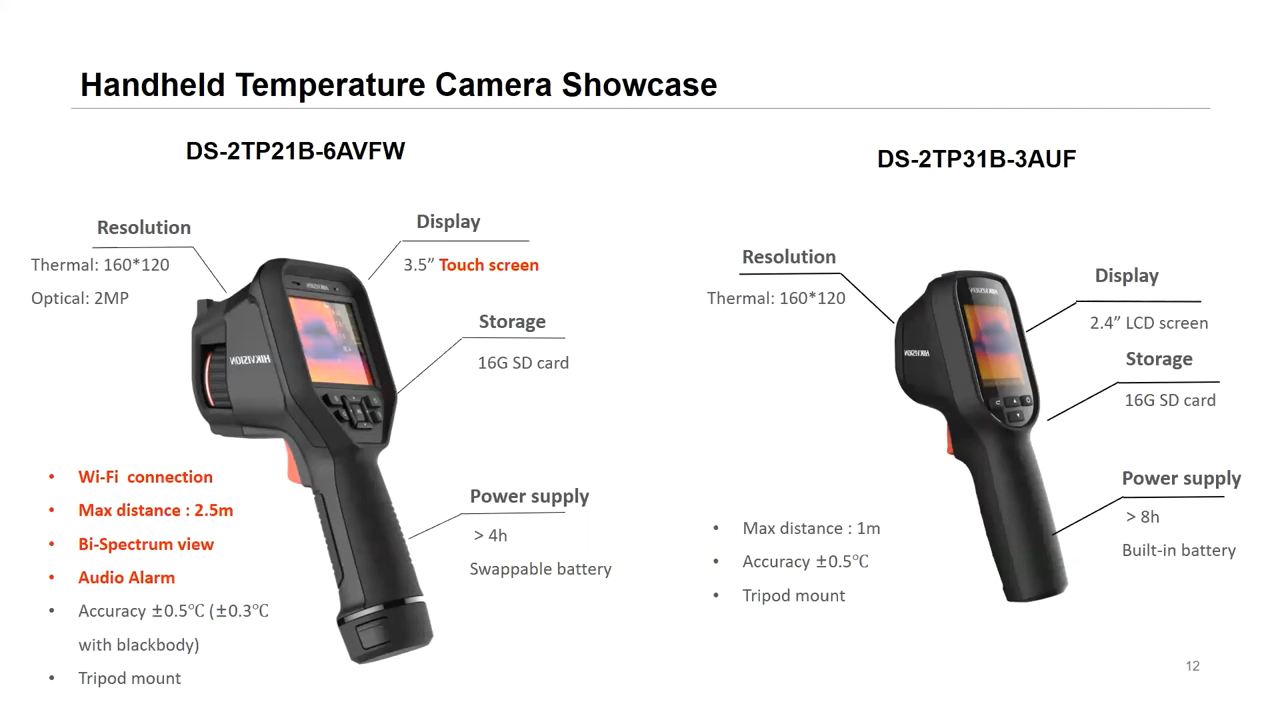 Handheld Temperature Camera Showcase
DS-2TP21B-6AVFW
Resolution
Thermal: 160*120
Optical: 2MP
Display
3.5” Touch screen
Storage
16G SD card
HIKVISION
HIKVISION
Power supply
> 4h
Swappable battery
• Wi-Fi connection
• Max distance : 2.5m
• Bi-Spectrum view
• Audio Alarm
• Accuracy ±0.5℃ (±0.3℃
with blackbody)
• Tripod mount
DS-2TP31B-3AUF
Resolution
Thermal: 160*120
Display
2.4” LCD screen
Storage
16G SD card
HIKVISION
HIKVISION
Power supply
> 8h
Built-in battery
• Max distance : 1m
• Accuracy ±0.5℃
• Tripod mount
12